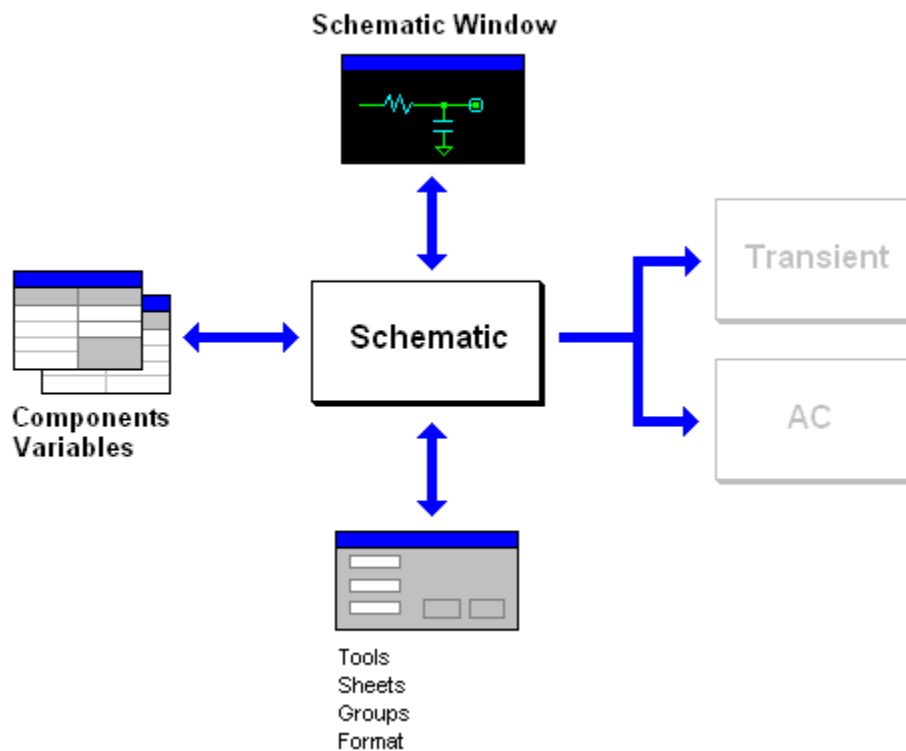 Schematic Window
Transient
Schematic
Components
Variables
AC
Tools
Sheets
Groups
Format